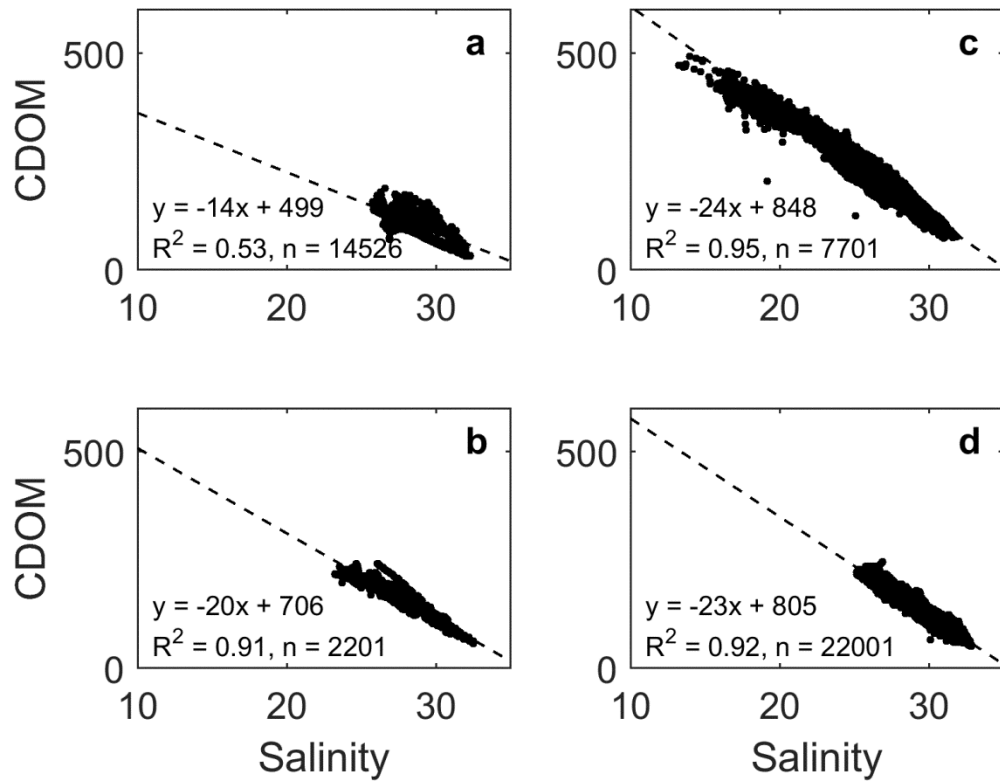 a
500
CDOM
y = -14x + 499
R² = 0.53, n = 14526
0
10 20 30
Salinity
c
500
y = -24x + 848
R² = 0.95, n = 7701
0
10 20 30
Salinity
b
500
CDOM
y = -20x + 706
R² = 0.91, n = 2201
0
10 20 30
Salinity
d
500
y = -23x + 805
R² = 0.92, n = 22001
0
10 20 30
Salinity